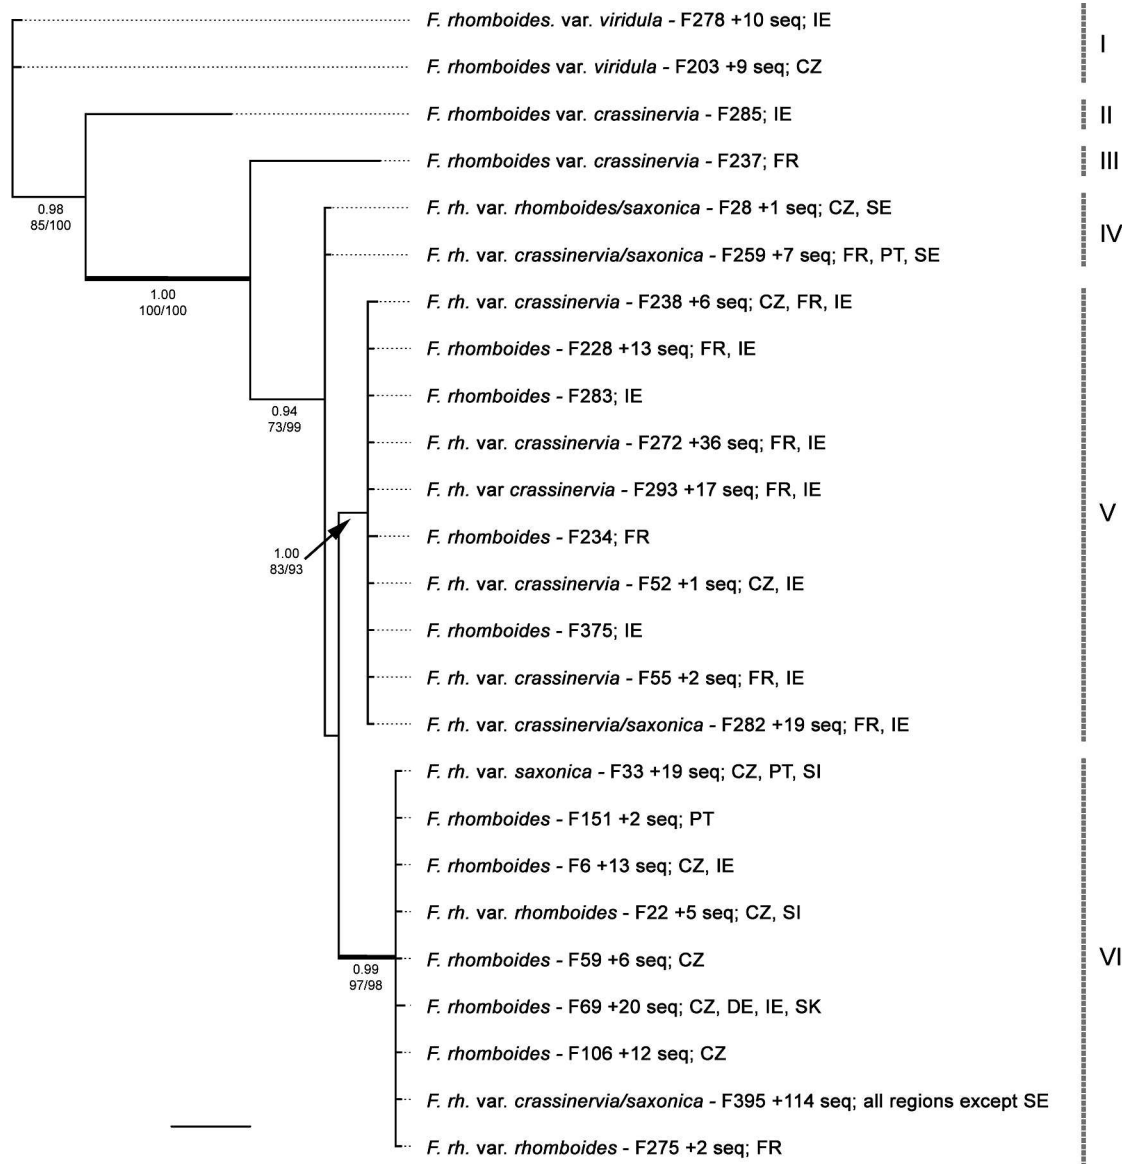 F. rhomboides. var. viridula - F278 +10 seq; IE
I
F. rhomboides var. viridula - F203 +9 seq; CZ
F. rhomboides var. crassinervia - F285; IE
II
F. rhomboides var. crassinervia - F237; FR
III
0.98
85/100
F. rh. var. rhomboides/saxonica - F28 +1 seq; CZ, SE
IV
F. rh. var. crassinervia/saxonica - F259 +7 seq; FR, PT, SE
1.00
100/100
F. rh. var. crassinervia - F238 +6 seq; CZ, FR, IE
F. rhomboides - F228 +13 seq; FR, IE
F. rhomboides - F283; IE
0.94
73/99
F. rh. var. crassinervia - F272 +36 seq; FR, IE
F. rh. var crassinervia - F293 +17 seq; FR, IE
V
F. rhomboides - F234; FR
1.00
83/93
F. rh. var. crassinervia - F52 +1 seq; CZ, IE
F. rhomboides - F375; IE
F. rh. var. crassinervia - F55 +2 seq; FR, IE
F. rh. var. crassinervia/saxonica - F282 +19 seq; FR, IE
F. rh. var. saxonica - F33 +19 seq; CZ, PT, SI
F. rhomboides - F151 +2 seq; PT
F. rhomboides - F6 +13 seq; CZ, IE
F. rh. var. rhomboides - F22 +5 seq; CZ, SI
F. rhomboides - F59 +6 seq; CZ
VI
0.99
97/98
F. rhomboides - F69 +20 seq; CZ, DE, IE, SK
F. rhomboides - F106 +12 seq; CZ
F. rh. var. crassinervia/saxonica - F395 +114 seq; all regions except SE
F. rh. var. rhomboides - F275 +2 seq; FR